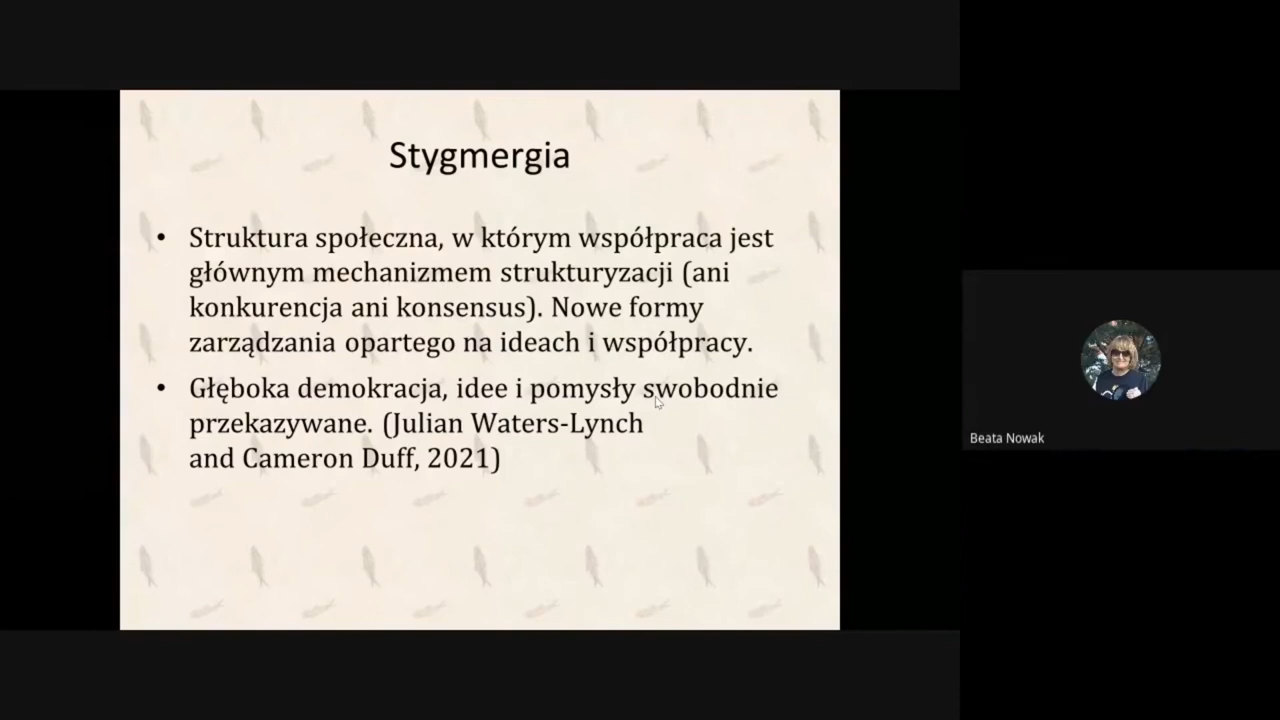 Stygmergia
• Struktura społeczna, w którym współpraca jest
głównym mechanizmem strukturyzacji (ani
konkurencja ani konsensus). Nowe formy
zarządzania opartego na ideach i współpracy.
• Głęboka demokracja, idee i pomysły swobodnie
przekazywane. (Julian Waters-Lynch
and Cameron Duff, 2021)
Beata Nowak